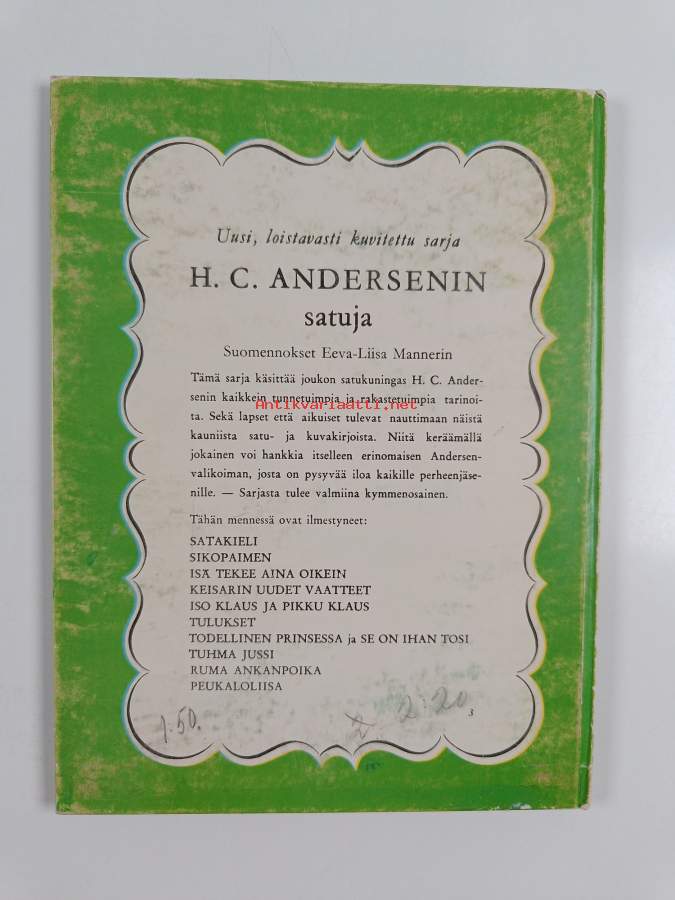 Uusi, loistavasti kuvitettu sarja
H. C. ANDERSENIN
satuja
Suomennokset Eeva-Liisa Mannerin
Tämä sarja käsittää joukon satukuningas H. C. Ander-
senin kaikkein tunnetuimpia ja rakastetuimpia tarinoi-
Antikvariaatti.net
ta. Sekä lapset että aikuiset tulevat nauttimaan näistä
kauniista satu- ja kuvakirjoista. Niitä keräämällä
jokainen voi hankkia itselleen erinomaisen Andersen-
valikoiman, josta on pysyvää iloa kaikille perheenjäse-
nille. — Sarjasta tulee valmiina kymmenosainen.
Tähän mennessä ovat ilmestyneet:
SATAKIELI
SIKOPAIMEN
ISÄ TEKEE AINA OIKEIN
KEISARIN UUDET VAATTEET
ISO KLAUS JA PIKKU KLAUS
TULUKSET
TODELLINEN PRINSESSA ja SE ON IHAN TOSI
TUHMA JUSSI
RUMA ANKANPOIKA
PEUKALOLIISA
1.50.
2.20
3